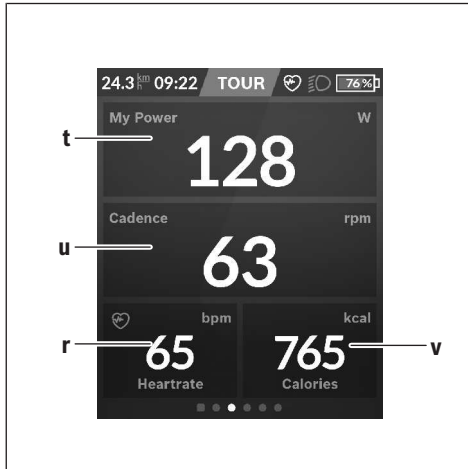 24.3 km/h 09:22 TOUR 76%
My Power W
t
128
Cadence rpm
u
63
bpm kcal
r 65 765 v
Heartrate Calories